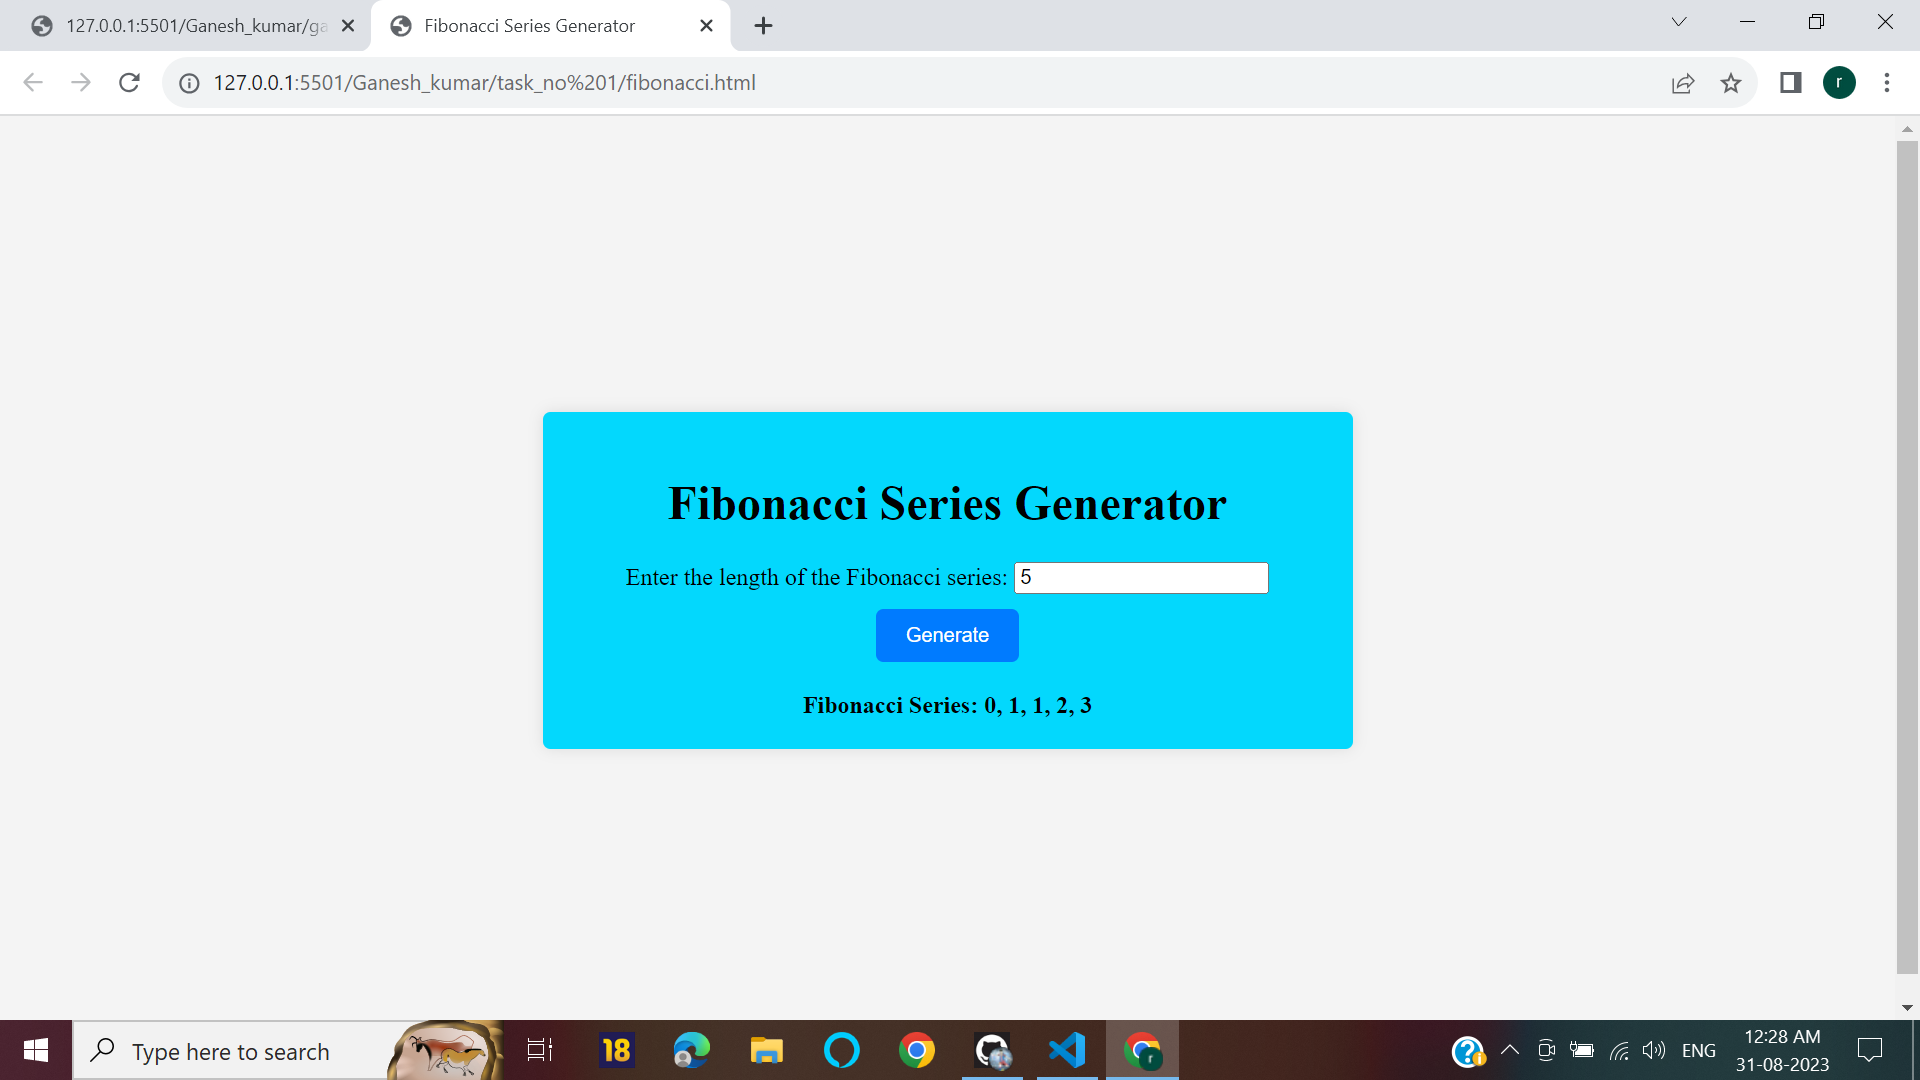 127.0.0.1:5501/Ganesh_kumar/ga
Fibonacci Series Generator
127.0.0.1:5501/Ganesh_kumar/task_no%201/fibonacci.html
r
Fibonacci Series Generator
Enter the length of the Fibonacci series: 5
Generate
Fibonacci Series: 0, 1, 1, 2, 3
Type here to search
18
r
ENG
12:28 AM
31-08-2023